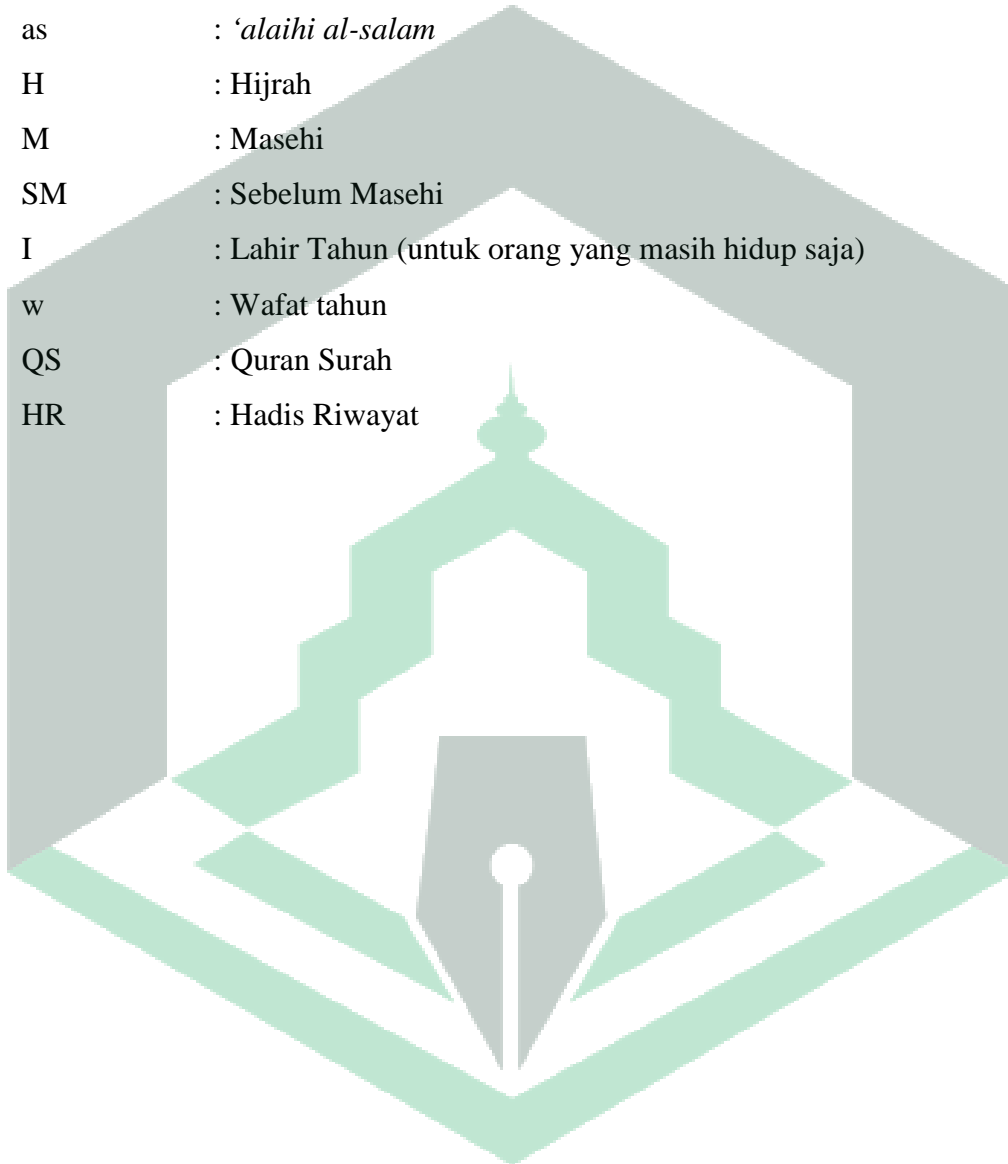 as : ‘alaihi al-salam
H : Hijrah
M : Masehi
SM : Sebelum Masehi
I : Lahir Tahun (untuk orang yang masih hidup saja)
w : Wafat tahun
QS : Quran Surah
HR : Hadis Riwayat